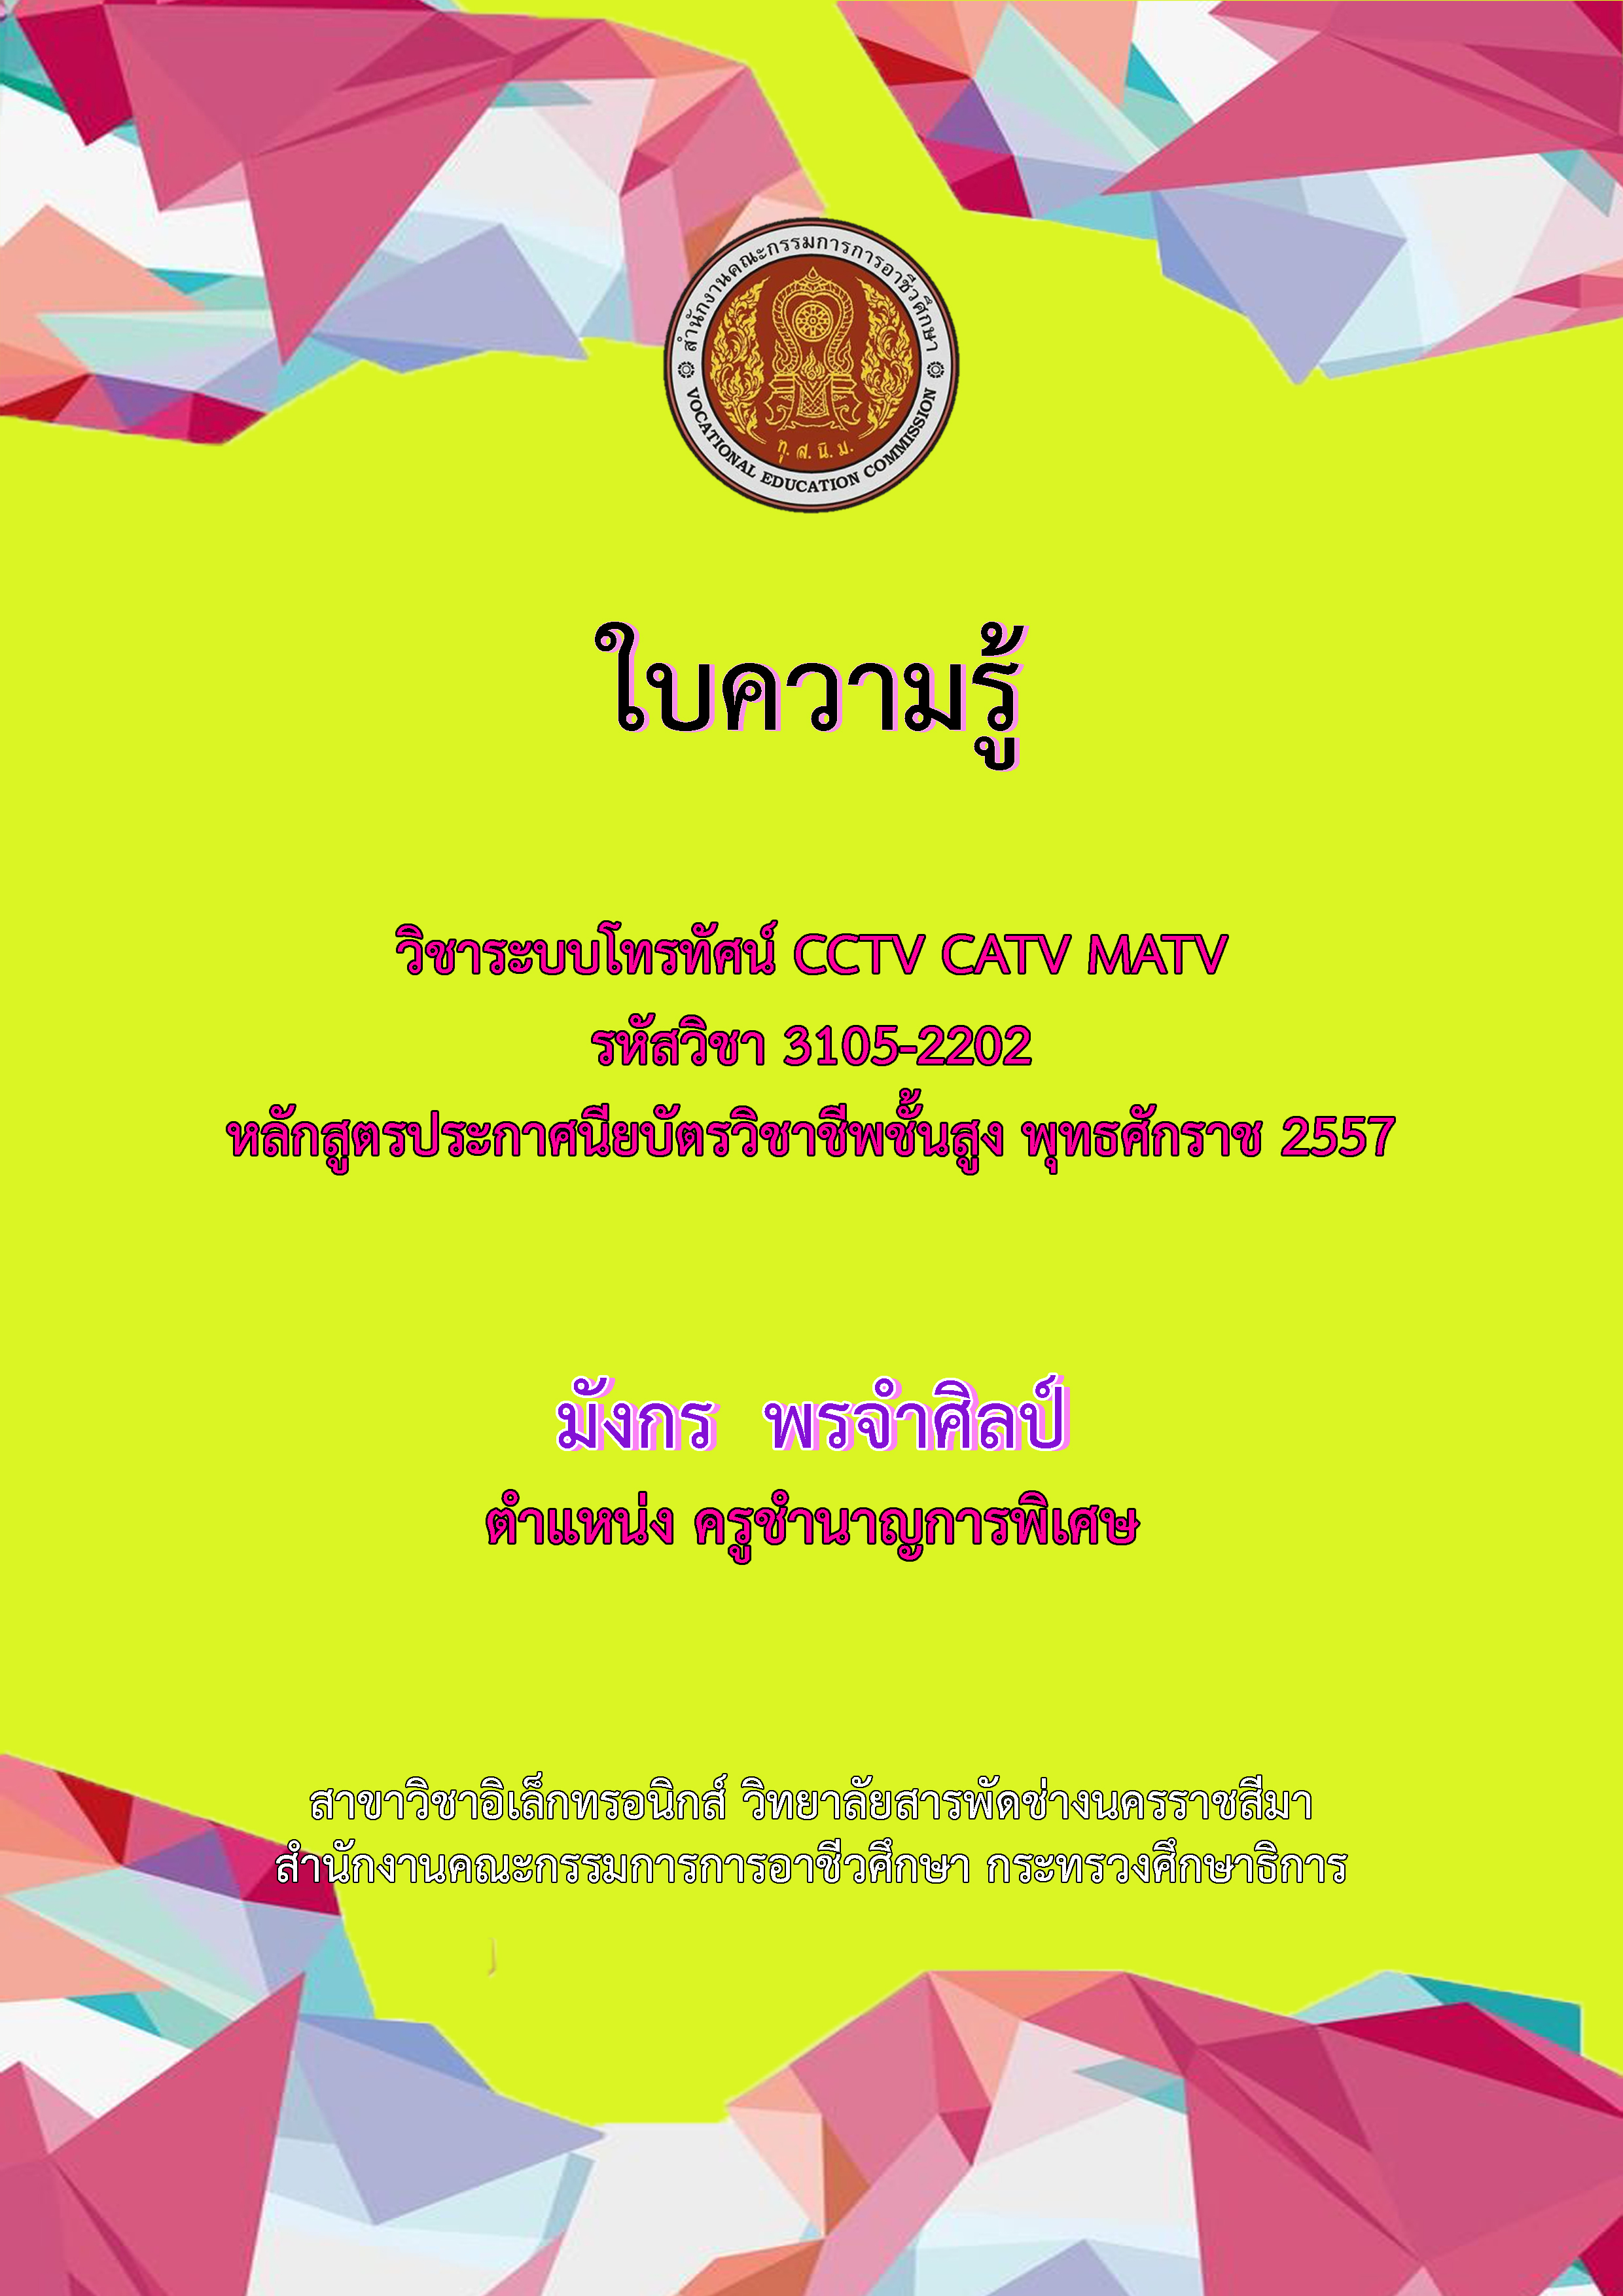 สำนักงานคณะกรรมการการอาชีวศึกษา
ทุ. ส. นิ. ม.
VOCATIONAL EDUCATION COMMISSION
ใบความรู้
วิชาระบบโทรทัศน์ CCTV CATV MATV
รหัสวิชา 3105-2202
หลักสูตรประกาศนียบัตรวิชาชีพชั้นสูง พุทธศักราช 2557
มังกร พรจำศิลป์
ตำแหน่ง ครูชำนาญการพิเศษ
สาขาวิชาอิเล็กทรอนิกส์ วิทยาลัยสารพัดช่างนครราชสีมา
สำนักงานคณะกรรมการการอาชีวศึกษา กระทรวงศึกษาธิการ